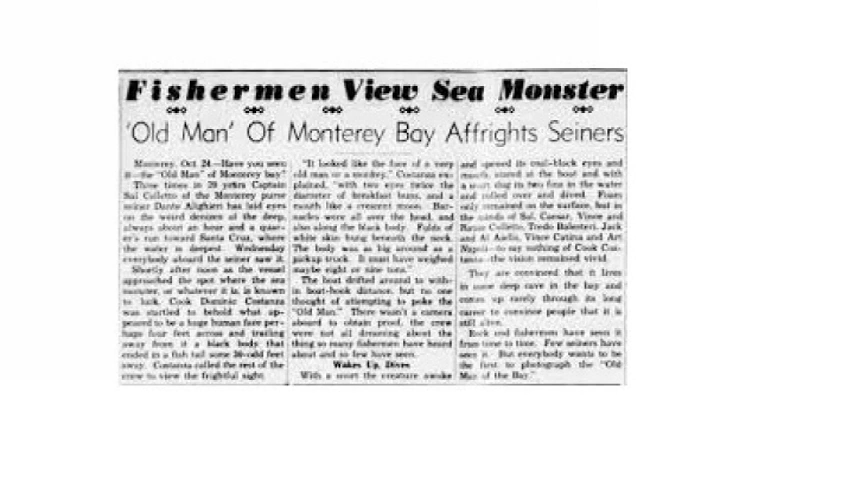 Fishermen View Sea Monster
'Old Man' Of Monterey Bay Affrights Seiners
Monterey, Oct. 24.—Have you seen
it—the "Old Man" of Monterey bay?
Three times in 20 years Captain
Sal Colletto of the Monterey purse
seiner Dante Alighieri has laid eyes
on the weird denizen of the deep,
always about an hour and a quar-
er's run toward Santa Cruz, where
the water is deepest. Wednesday
everybody aboard the seiner saw it.
Shortly after noon as the vessel
approached the spot where the sea
monster, or whatever it is, is known
to lurk, Cook Dominic Costanza
was startled to behold what ap-
peared to be a huge human face per-
haps four feet across and trailing
away from it a black body that
ended in a fish tail some 30-odd feet
away. Costanza called the rest of the
crew to view the frightful sight.
"It looked like the face of a very
old man or a monkey," Costanza ex-
plained, "with two eyes twice the
diameter of breakfast buns, and a
mouth like a crescent moon. Bar-
nacles were all over the head, and
also along the black body. Folds of
white skin hung beneath the neck.
The body was as big around as a
pickup truck. It must have weighed
maybe eight or nine tons."
The boat drifted around to with-
in boat-hook distance, but no one
thought of attempting to poke the
"Old Man." There wasn't a camera
aboard to obtain proof, the crew
were not all dreaming about the
thing so many fishermen have heard
about and so few have seen.
Wakes Up, Dives
With a snort the creature awoke
and opened its coal-black eyes and
mouth, stared at the boat and with
a snort dug its two fins in the water
and rolled over and dived. Foam
only remained on the surface, but in
the minds of Sal, Caesar, Vince and
Colletto, Tredo Balesteri, Jack
and Al Aiello, Vince Catina and Art
Napoli—to say nothing of Cook Cos-
tanza—the vision remained vivid.
They are convinced that it lives
in some deep cave in the bay and
comes up rarely through its long
career to convince people that it is
still alive.
Rock cod fishermen have seen it
from time to time. Few seiners have
seen it. But everybody wants to be
the first to photograph the "Old
Man of the Bay."